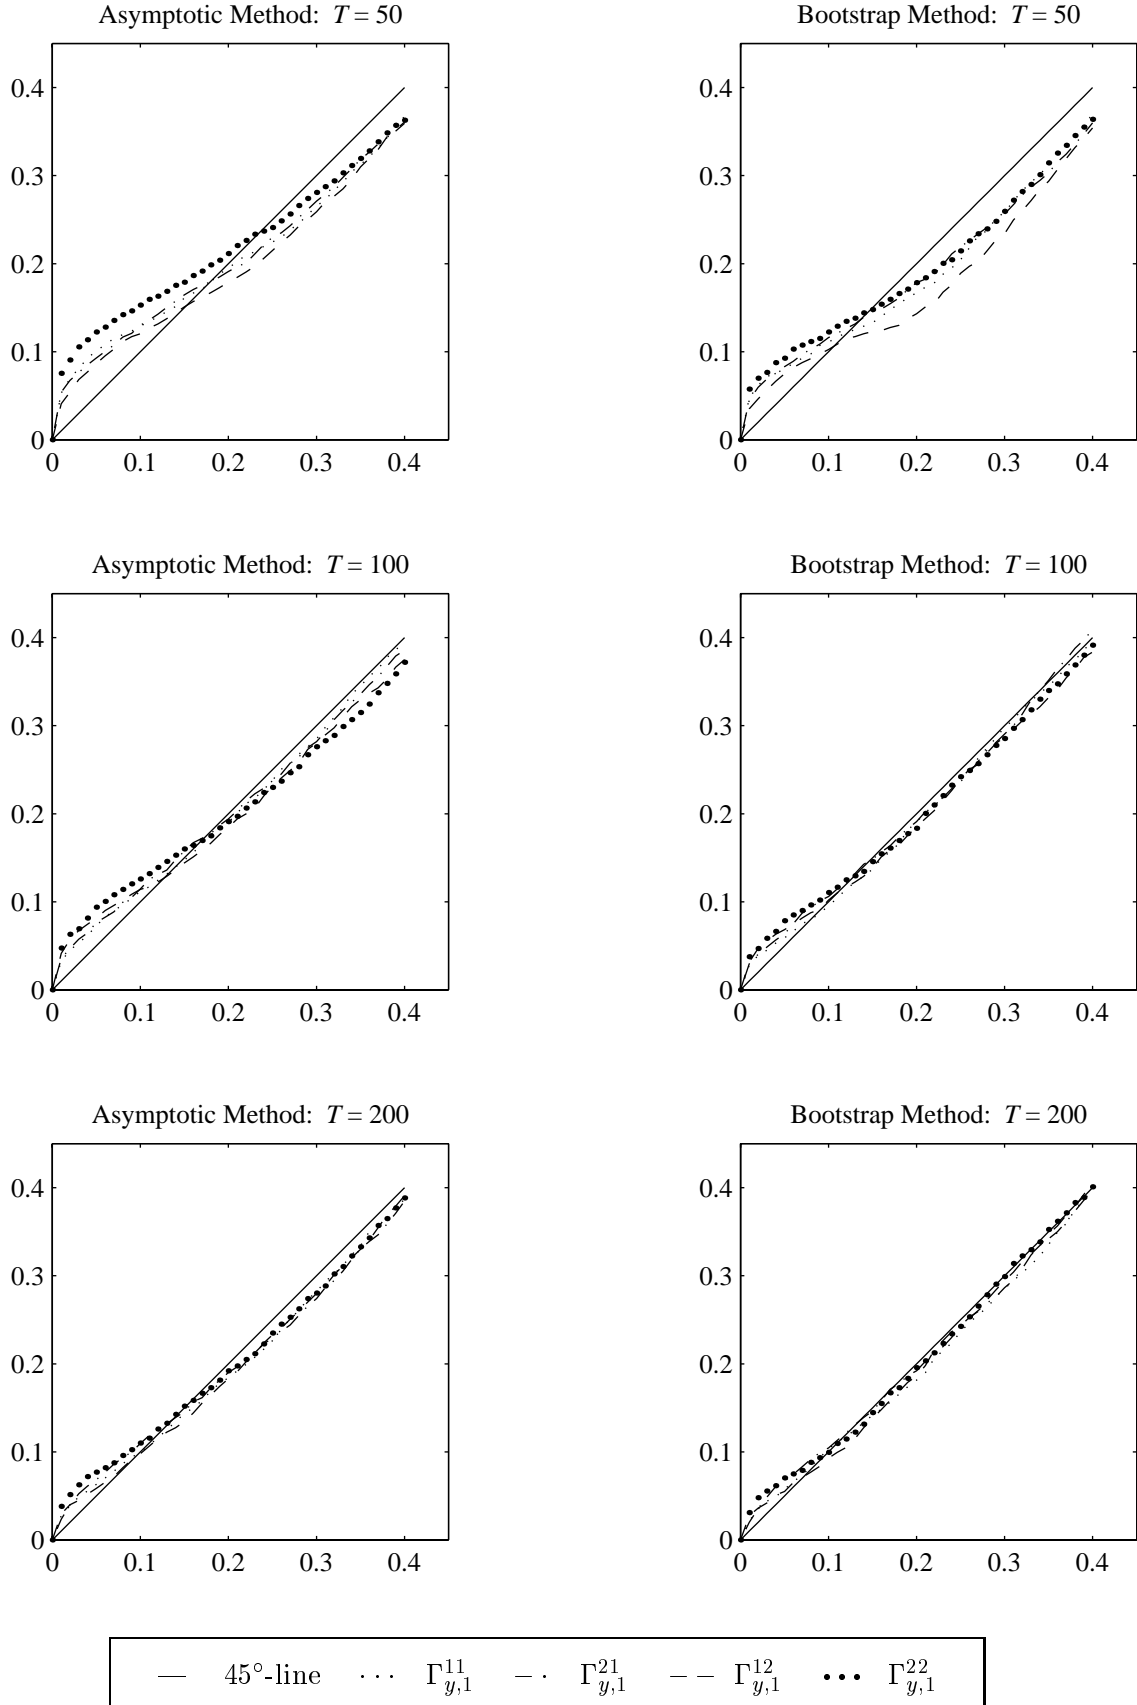 Asymptotic Method: T = 50
Bootstrap Method: T = 50
0.4
0.3
0.2
0.1
0
0 0.1 0.2 0.3 0.4
0.4
0.3
0.2
0.1
0
0 0.1 0.2 0.3 0.4
Asymptotic Method: T = 100
Bootstrap Method: T = 100
0.4
0.3
0.2
0.1
0
0 0.1 0.2 0.3 0.4
0.4
0.3
0.2
0.1
0
0 0.1 0.2 0.3 0.4
Asymptotic Method: T = 200
Bootstrap Method: T = 200
0.4
0.3
0.2
0.1
0
0 0.1 0.2 0.3 0.4
0.4
0.3
0.2
0.1
0
0 0.1 0.2 0.3 0.4
— 45°-line ··· Γ^{11}_{y,1} – · Γ^{21}_{y,1} – – Γ^{12}_{y,1} ••• Γ^{22}_{y,1}